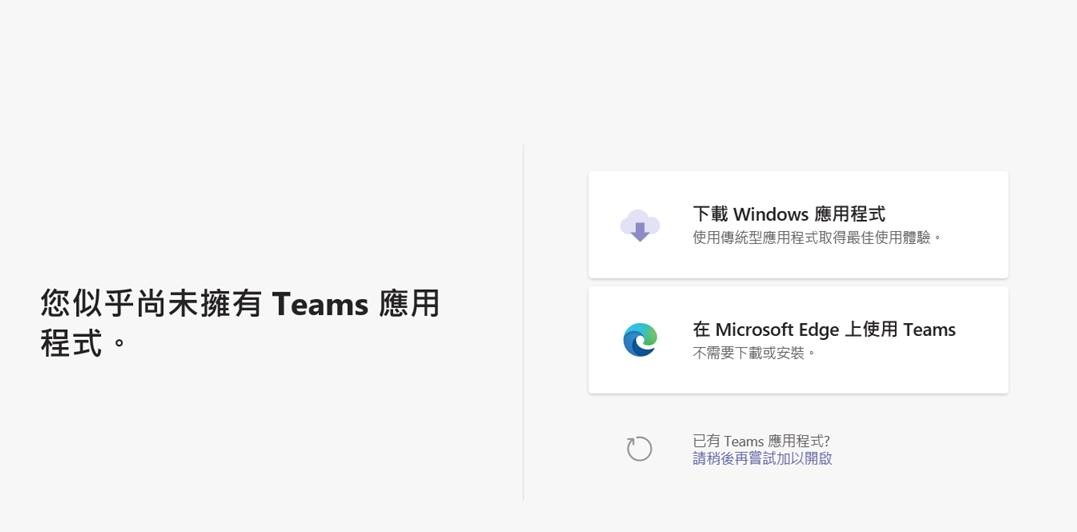 您似乎尚未擁有 Teams 應用
程式。
下載 Windows 應用程式
使用傳統型應用程式取得最佳使用體驗。
在 Microsoft Edge 上使用 Teams
不需要下載或安裝。
已有 Teams 應用程式?
請稍後再嘗試加以開啟